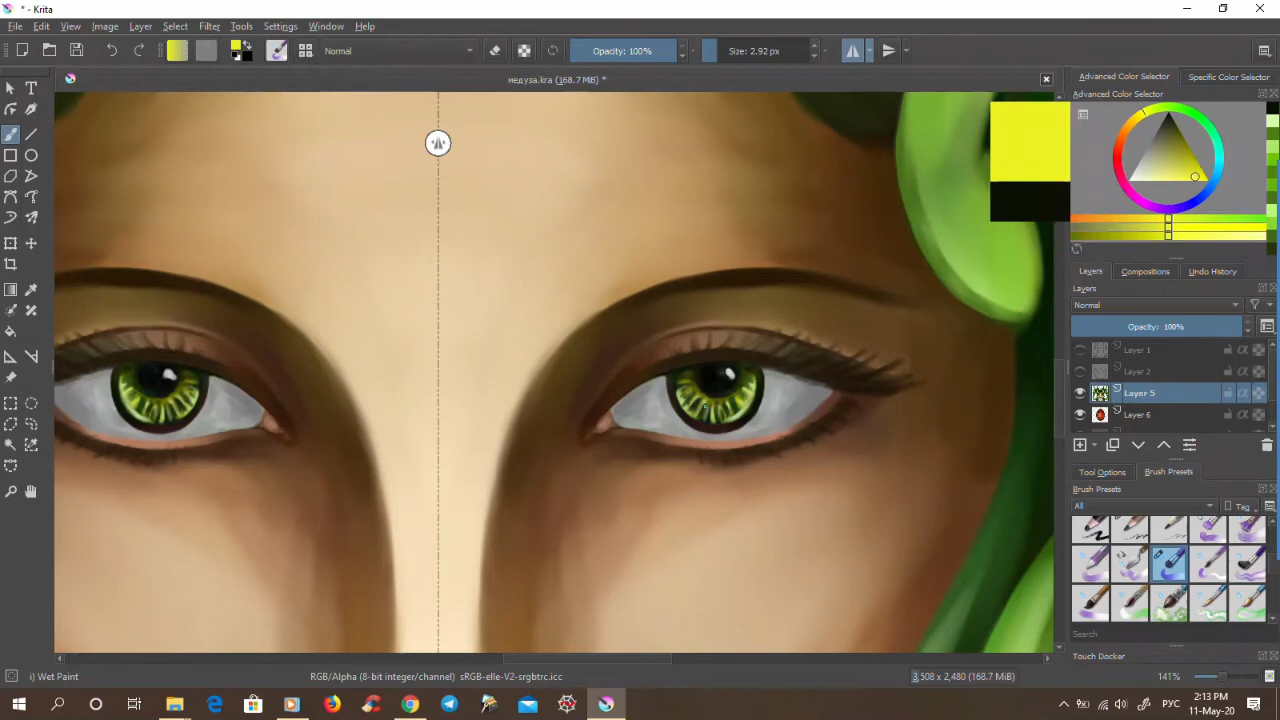 * - Krita
File Edit View Image Layer Select Filter Tools Settings Window Help
Normal Opacity: 100% Size: 2.92 px
медуза.kra (168.7 MiB) *
Advanced Color Selector Specific Color Selector
Advanced Color Selector
Layers Compositions Undo History
Layers
Normal
Opacity: 100%
Layer 1
Layer 2
Layer 5
Layer 6
Tool Options Brush Presets
Brush Presets
All Tag
Search
Touch Docker
i) Wet Paint RGB/Alpha (8-bit integer/channel) sRGB-elle-V2-srgbtrc.icc 3,508 x 2,480 (168.7 MiB) 141%
РУС 2:13 PM
11-May-20